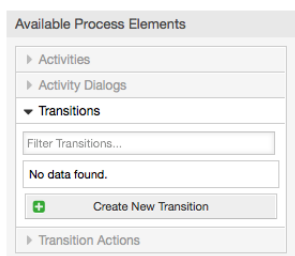 Available Process Elements
Activities
Activity Dialogs
Transitions
Filter Transitions...
No data found.
Create New Transition
Transition Actions